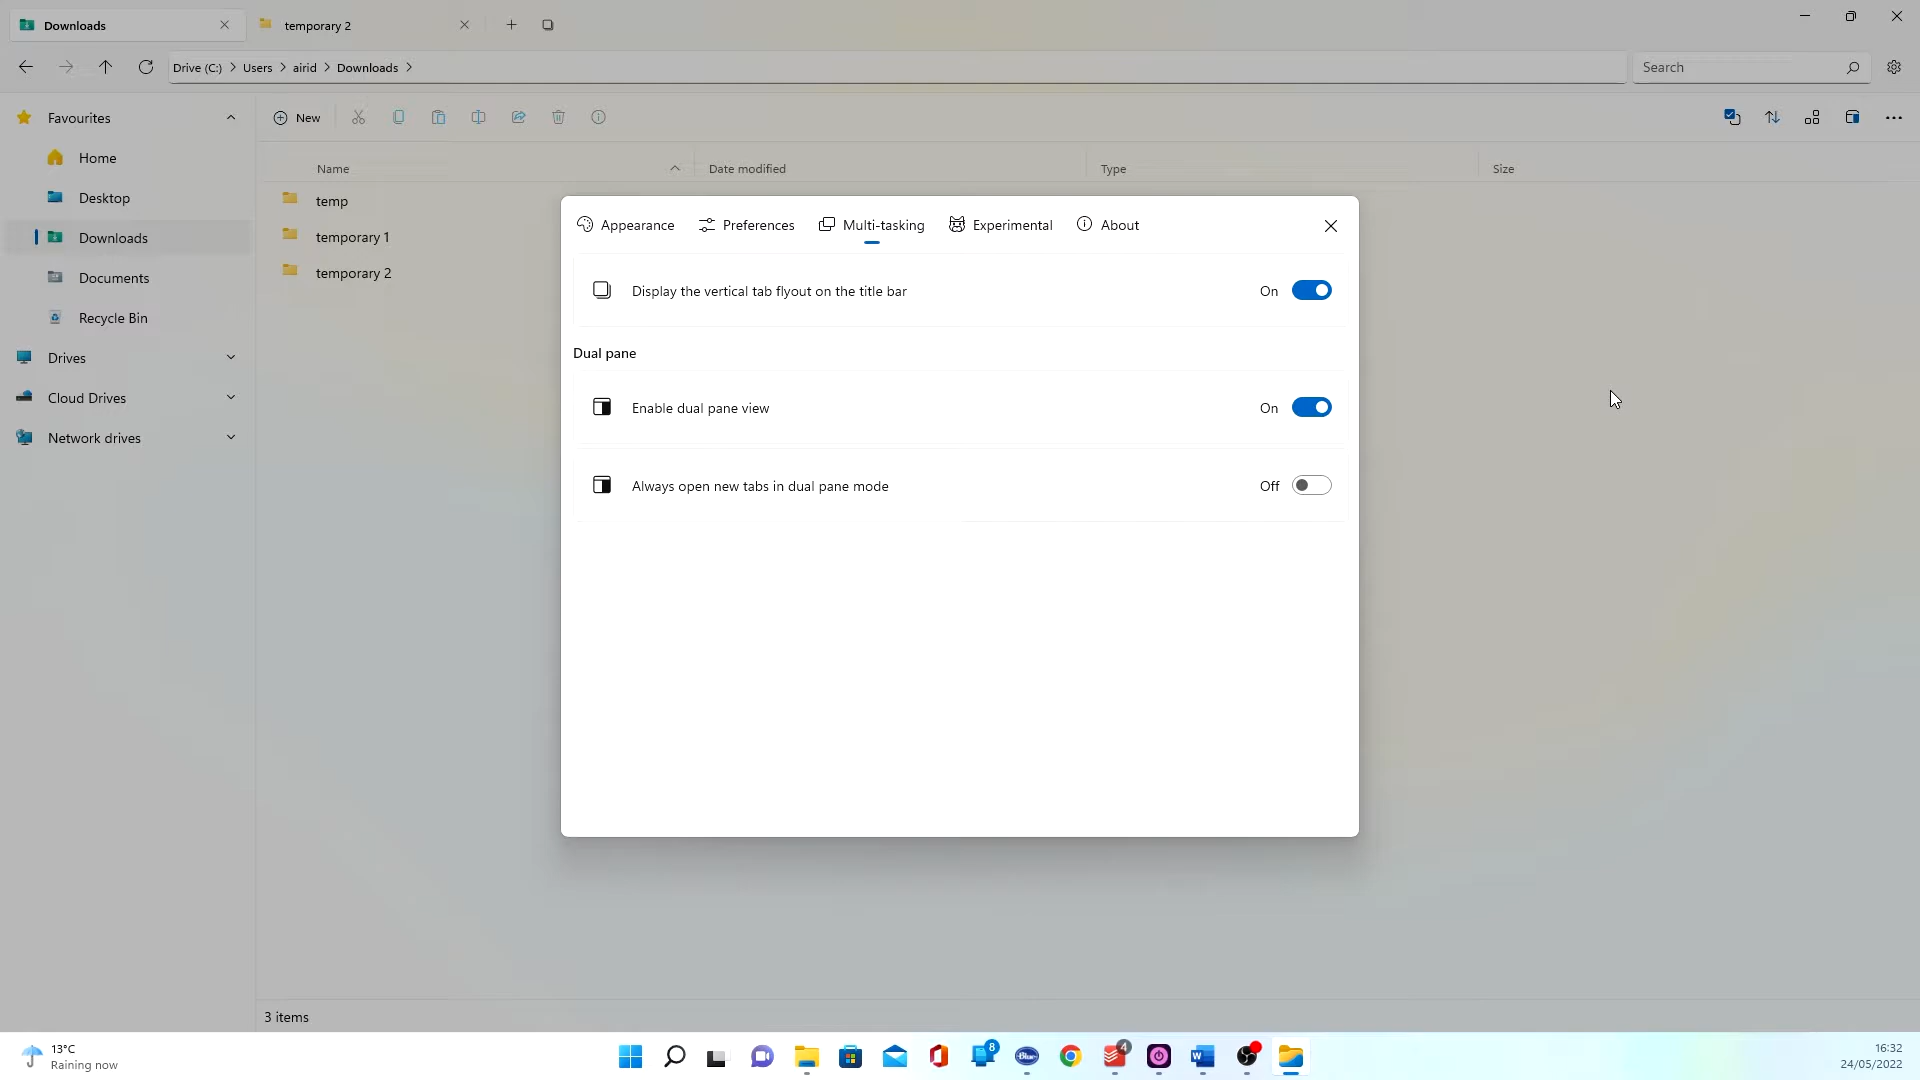 Downloads
temporary 2
Drive (C:) > Users > airid > Downloads >
Search
Favourites
Home
Desktop
Downloads
Documents
Recycle Bin
Drives
Cloud Drives
Network drives
New
Name
Date modified
Type
Size
temp
temporary 1
temporary 2
Appearance
Preferences
Multi-tasking
Experimental
About
Display the vertical tab flyout on the title bar
On
Dual pane
Enable dual pane view
On
Always open new tabs in dual pane mode
Off
3 items
13°C
Raining now
8
Blue
4
W
16:32
24/05/2022